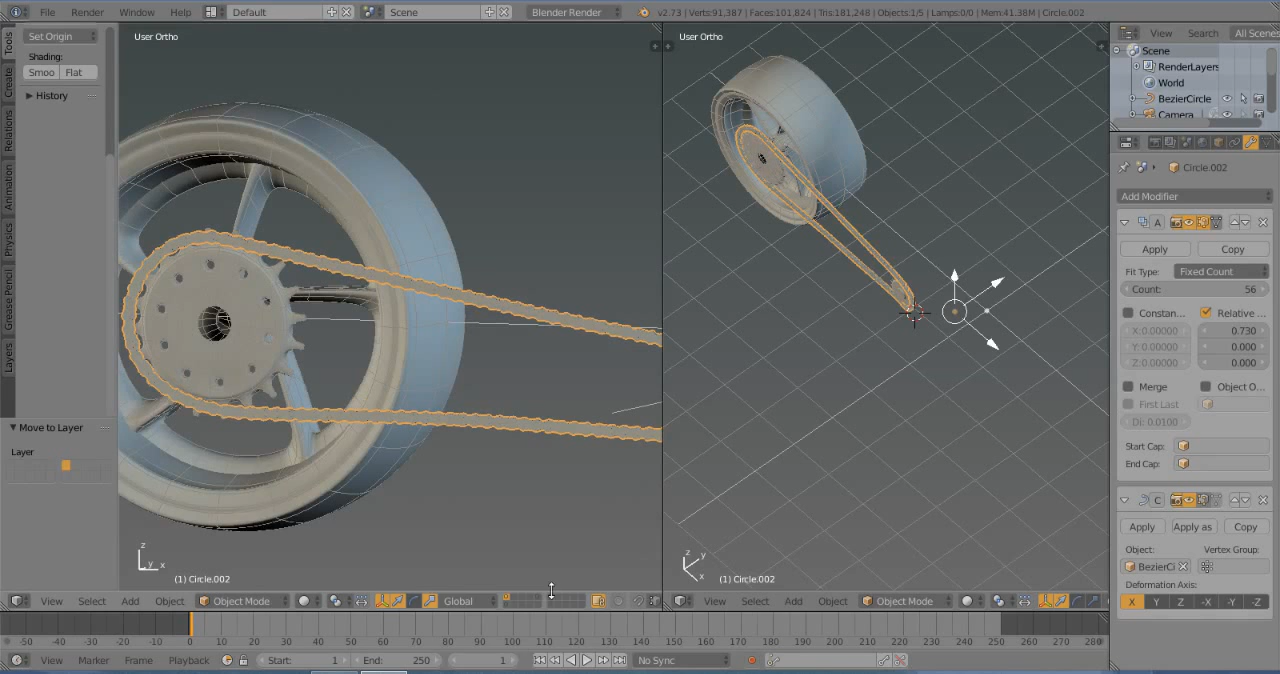 File Render Window Help Default Scene Blender Render v2.73 | Verts:91,387 | Faces:101,824 | Tris:181,248 | Objects:1/5 | Lamps:0/0 | Mem:41.38M | Circle.002
Tools
Create
Relations
Animation
Physics
Grease Pencil
Layers
Set Origin
Shading:
Smoo Flat
History
Move to Layer
Layer
User Ortho
z
y x
(1) Circle.002
User Ortho
z
y
x
(1) Circle.002
View Select Add Object Object Mode Global
View Select Add Object Object Mode
View Search All Scenes
Scene
RenderLayers
World
BezierCircle
Camera
Circle.002
Add Modifier
A
Apply Copy
Fit Type: Fixed Count
Count: 56
Constan... Relative ...
X:0.00000 0.730
Y:0.00000 0.000
Z:0.00000 0.000
Merge Object O...
First Last
Di: 0.0100
Start Cap:
End Cap:
C
Apply Apply as Copy
Object: Vertex Group:
BezierCi
Deformation Axis:
X Y Z -X -Y -Z
-50 -40 -30 -20 -10 0 10 20 30 40 50 60 70 80 90 100 110 120 130 140 150 160 170 180 190 200 210 220 230 240 250 260 270 280
View Marker Frame Playback Start: 1 End: 250 1 No Sync